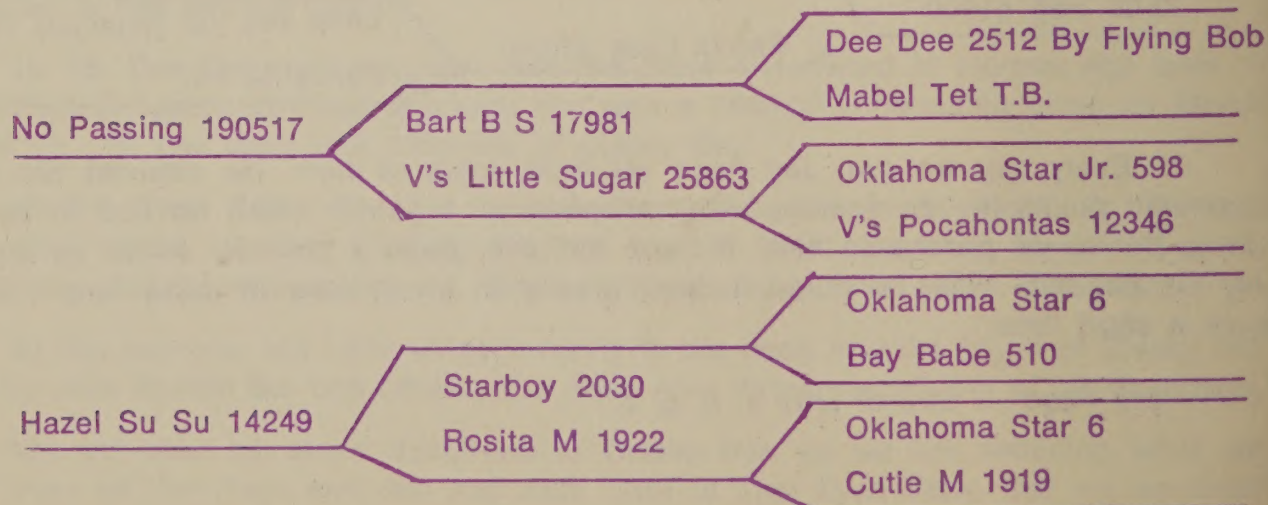 Dee Dee 2512 By Flying Bob
Mabel Tet T.B.
No Passing 190517
Bart B S 17981
V's Little Sugar 25863
Oklahoma Star Jr. 598
V's Pocahontas 12346
Oklahoma Star 6
Bay Babe 510
Hazel Su Su 14249
Starboy 2030
Rosita M 1922
Oklahoma Star 6
Cutie M 1919